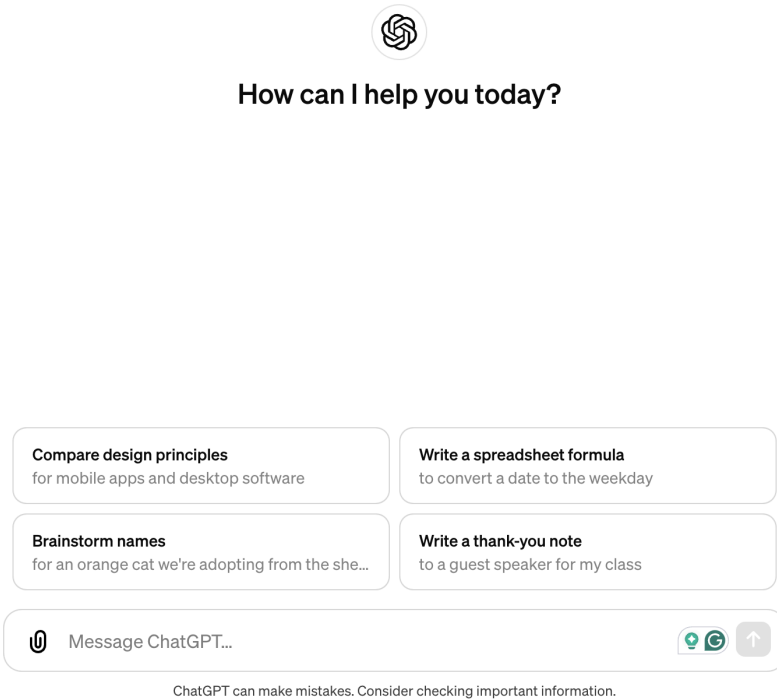 How can I help you today?
Compare design principles
for mobile apps and desktop software
Write a spreadsheet formula
to convert a date to the weekday
Brainstorm names
for an orange cat we're adopting from the she...
Write a thank-you note
to a guest speaker for my class
Message ChatGPT...
ChatGPT can make mistakes. Consider checking important information.